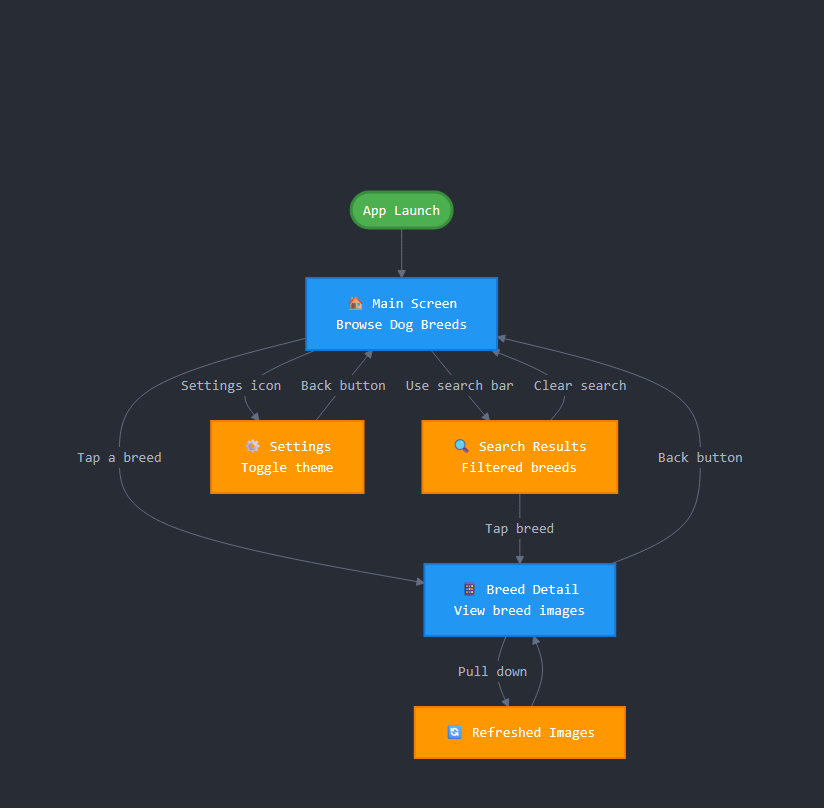 App Launch
🏠 Main Screen
Browse Dog Breeds
Settings icon
Back button
Use search bar
Clear search
⚙️ Settings
Toggle theme
🔍 Search Results
Filtered breeds
Tap a breed
Back button
Tap breed
Breed Detail
View breed images
Pull down
🔄 Refreshed Images